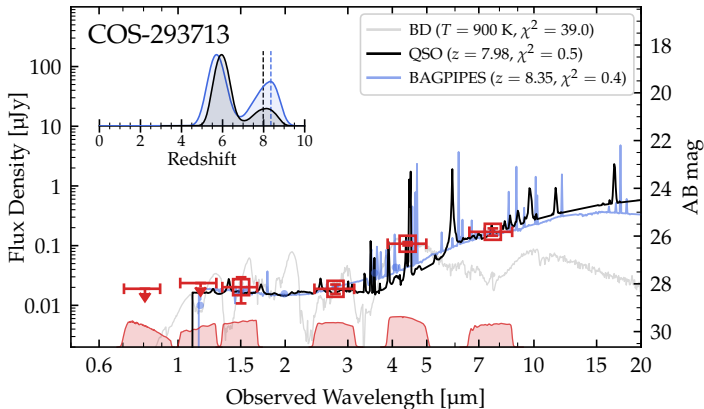 COS-293713
BD (T = 900 K, χ² = 39.0)
QSO (z = 7.98, χ² = 0.5)
BAGPIPES (z = 8.35, χ² = 0.4)
100
10
1
0.1
0.01
Flux Density [µJy]
0 2 4 6 8 10
Redshift
18
20
22
24
26
28
30
AB mag
0.6 1 1.5 2 3 4 5 7 10 15 20
Observed Wavelength [µm]